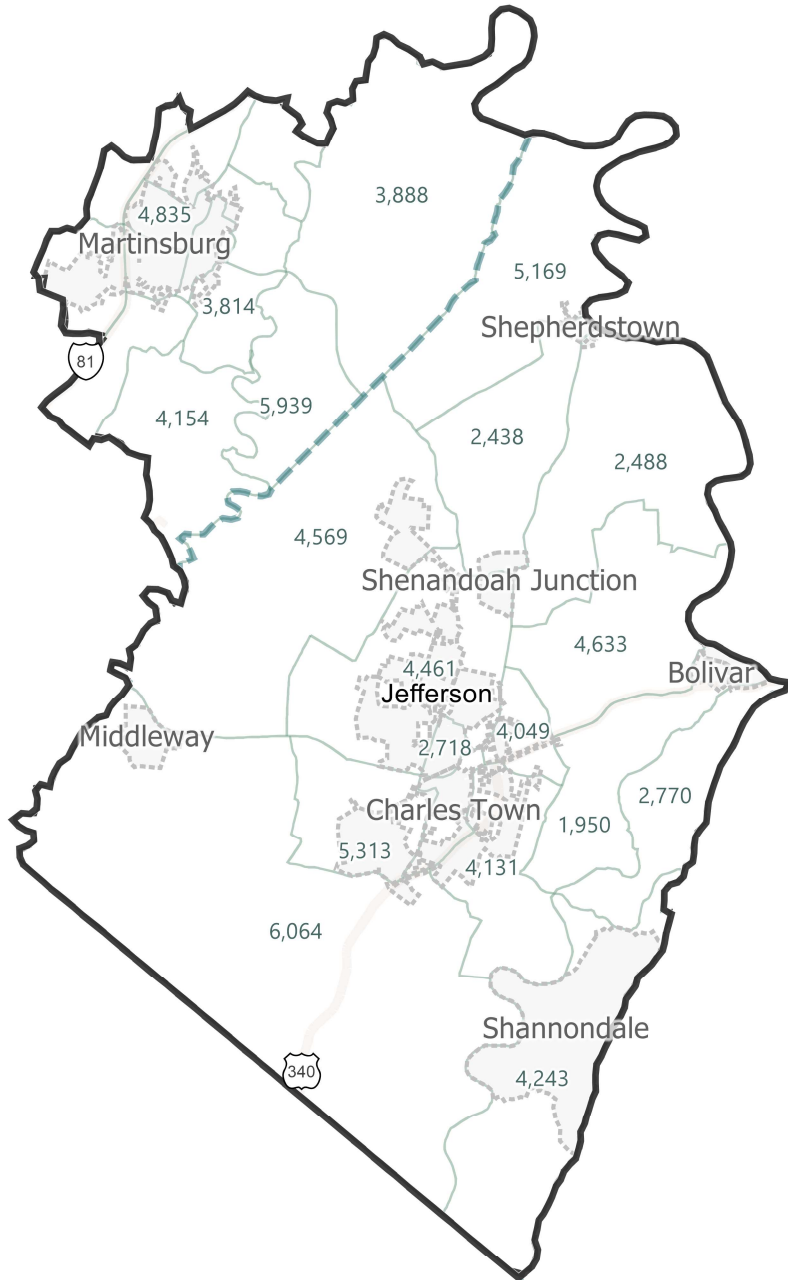 3,888
4,835
Martinsburg
5,169
3,814
Shepherdstown
81
5,939
4,154
2,438
2,488
4,569
Shenandoah Junction
4,633
4,461
Bolivar
Jefferson
4,049
Middleway
2,718
2,770
Charles Town
1,950
5,313
4,131
6,064
Shannondale
340
4,243